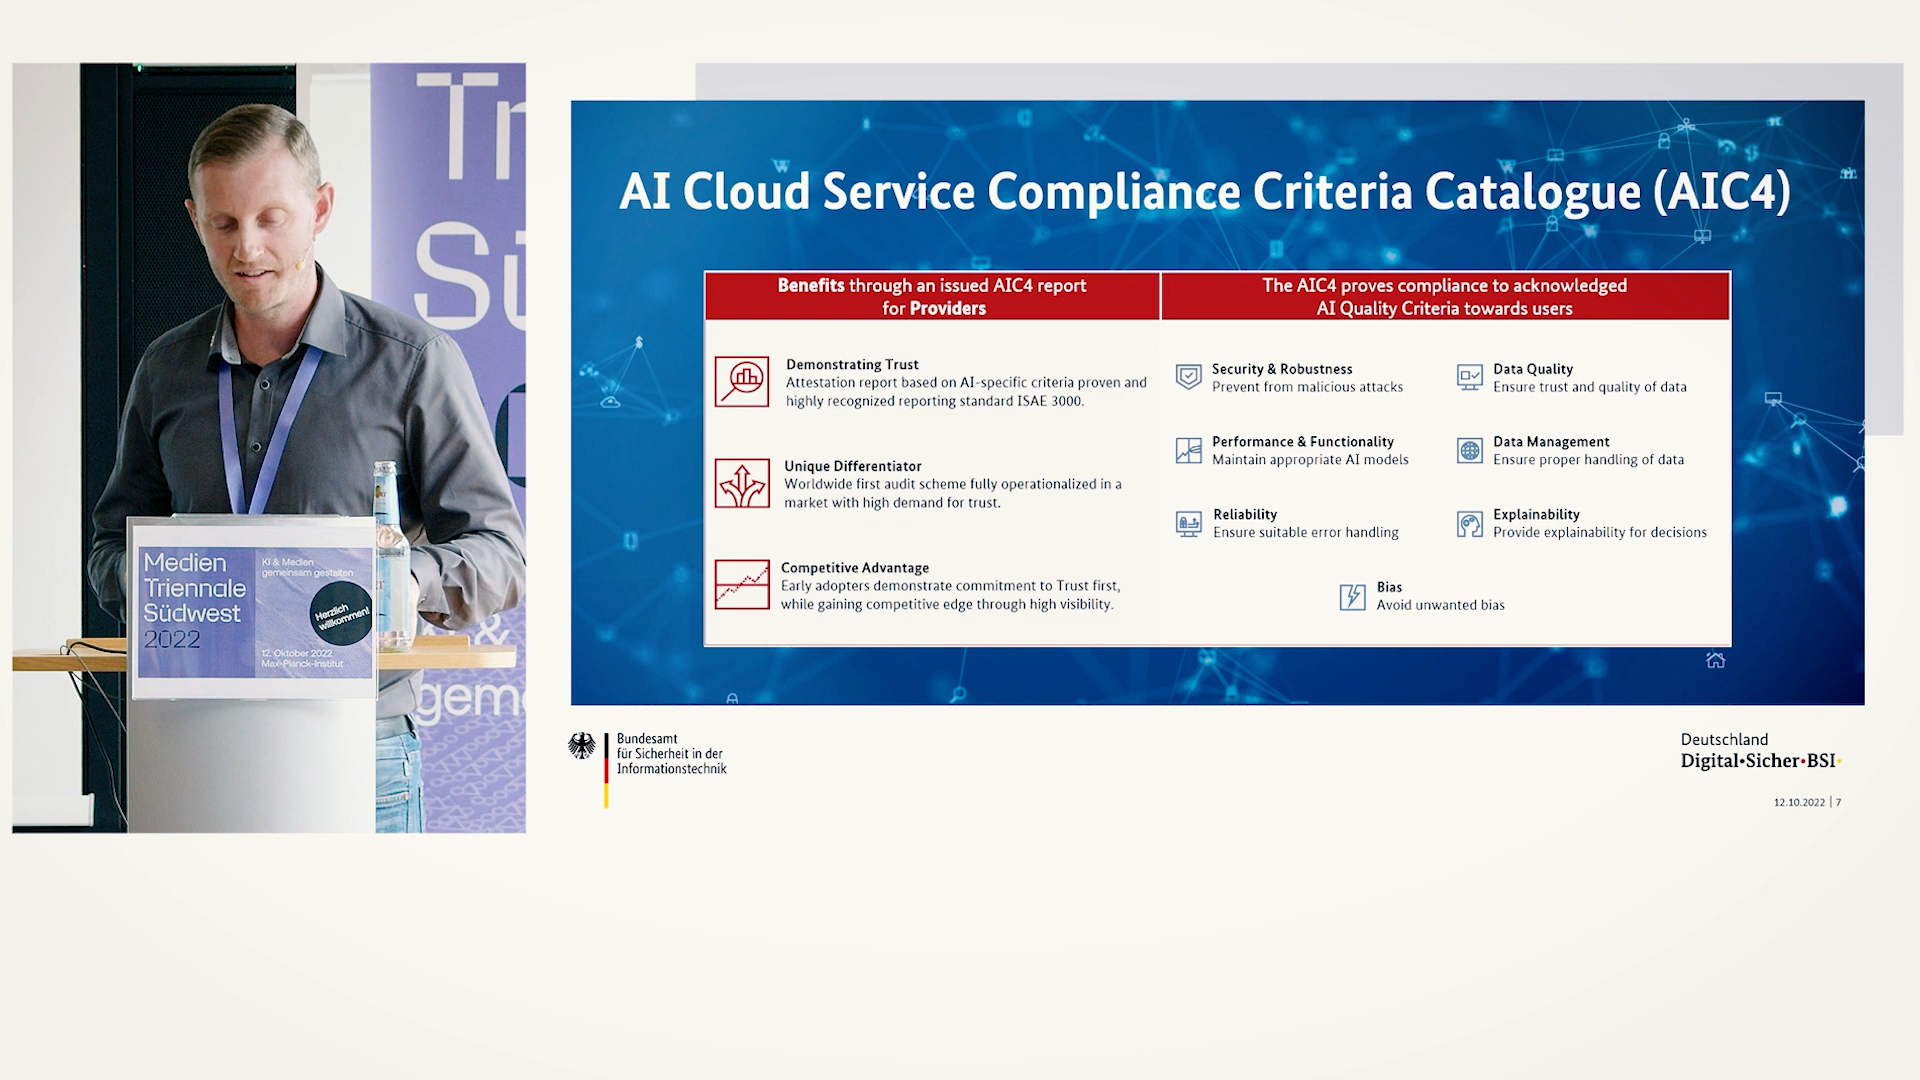 Medien
Triennale
Südwest
2022
KI & Medien
gemeinsam gestalten
Herzlich
willkommen!
12. Oktober 2022
Max-Planck-Institut
AI Cloud Service Compliance Criteria Catalogue (AIC4)
Benefits through an issued AIC4 report
for Providers
Demonstrating Trust
Attestation report based on AI-specific criteria proven and
highly recognized reporting standard ISAE 3000.
Unique Differentiator
Worldwide first audit scheme fully operationalized in a
market with high demand for trust.
Competitive Advantage
Early adopters demonstrate commitment to Trust first,
while gaining competitive edge through high visibility.
The AIC4 proves compliance to acknowledged
AI Quality Criteria towards users
Security & Robustness
Prevent from malicious attacks
Data Quality
Ensure trust and quality of data
Performance & Functionality
Maintain appropriate AI models
Data Management
Ensure proper handling of data
Reliability
Ensure suitable error handling
Explainability
Provide explainability for decisions
Bias
Avoid unwanted bias
Bundesamt
für Sicherheit in der
Informationstechnik
Deutschland
Digital•Sicher•BSI•
12.10.2022 | 7